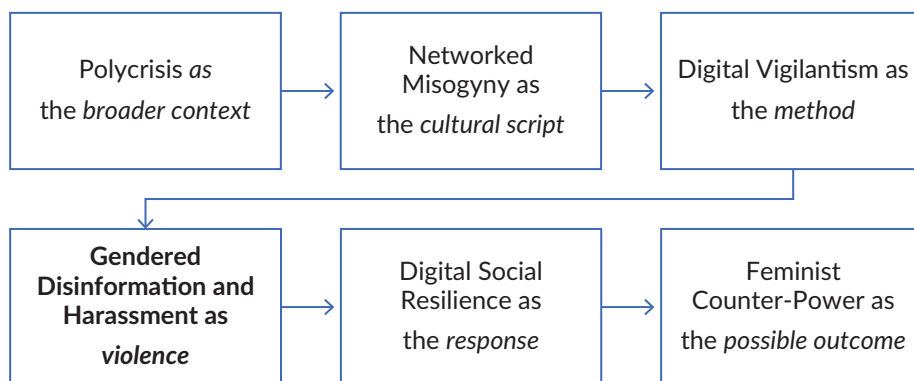 Polycrisis as
the broader context
Networked
Misogyny as
the cultural script
Digital Vigilantism as
the method
Gendered
Disinformation and
Harassment as
violence
Digital Social
Resilience as
the response
Feminist
Counter-Power as
the possible outcome